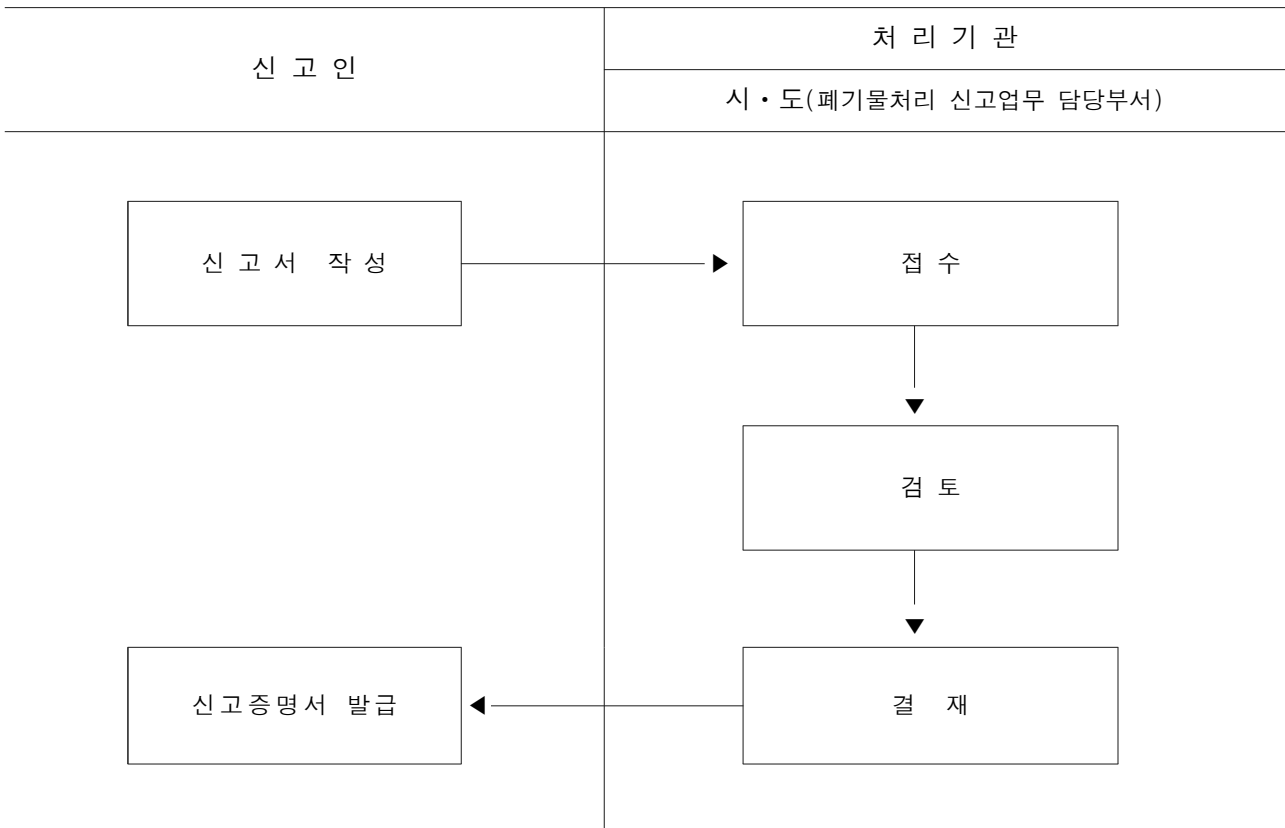 신 고 인
처 리 기 관
시 • 도(폐기물처리 신고업무 담당부서)
신 고 서 작 성
접 수
검 토
신고증명서 발급
결 재